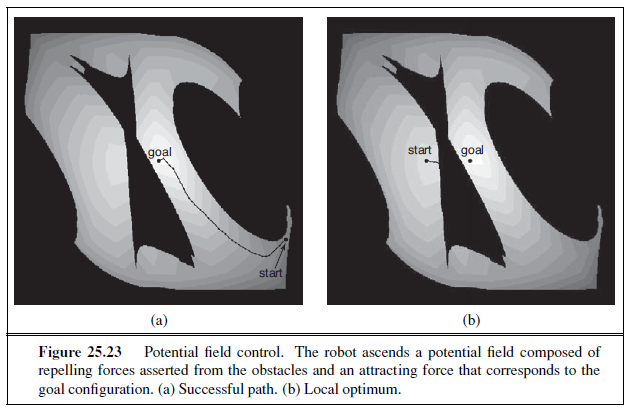 goal
start
(a)
start
goal
(b)
Figure 25.23 Potential field control. The robot ascends a potential field composed of
repelling forces asserted from the obstacles and an attracting force that corresponds to the
goal configuration. (a) Successful path. (b) Local optimum.